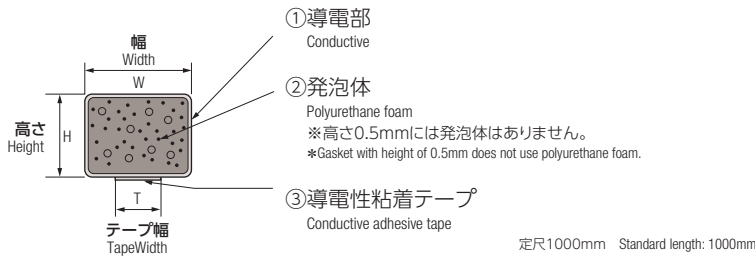 ①導電部
Conductive
幅
Width
W
②発泡体
Polyurethane foam
※高さ0.5mmには発泡体はありません。
*Gasket with height of 0.5mm does not use polyurethane foam.
高さ
Height
H
③導電性粘着テープ
Conductive adhesive tape
T
テープ幅
TapeWidth
定尺1000mm Standard length: 1000mm